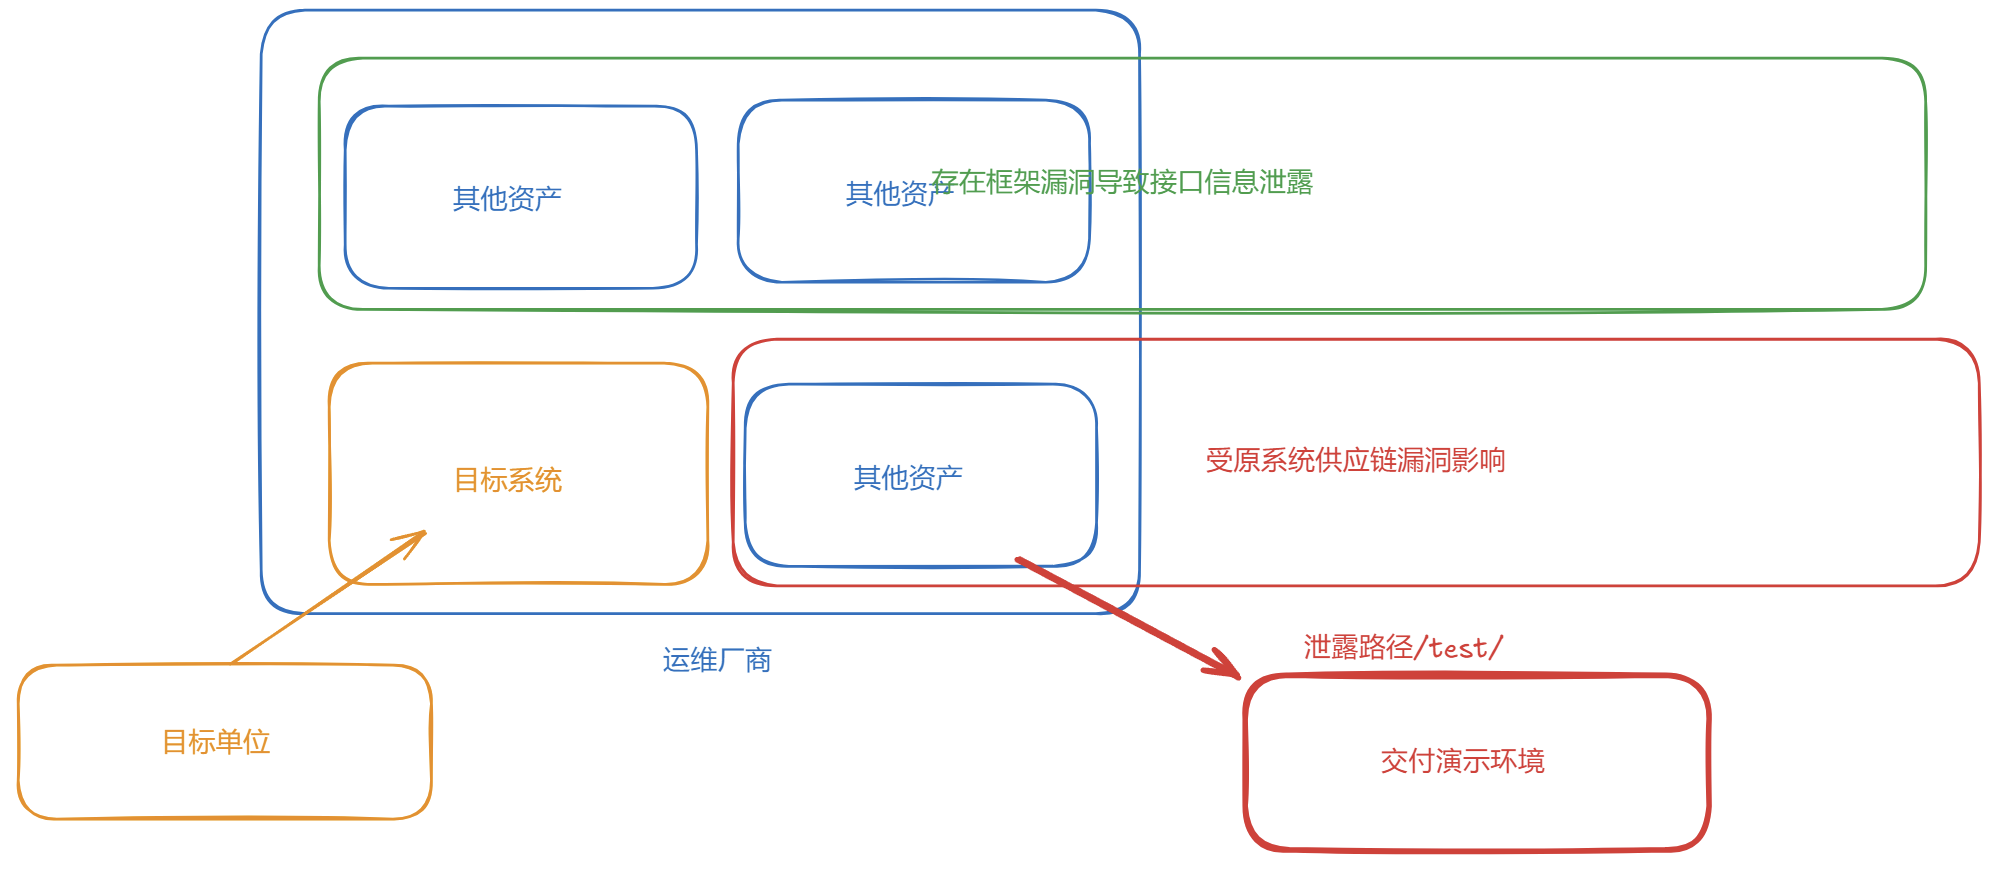 其他资产
其他资产
存在框架漏洞导致接口信息泄露
目标系统
其他资产
受原系统供应链漏洞影响
运维厂商
泄露路径/test/
目标单位
交付演示环境